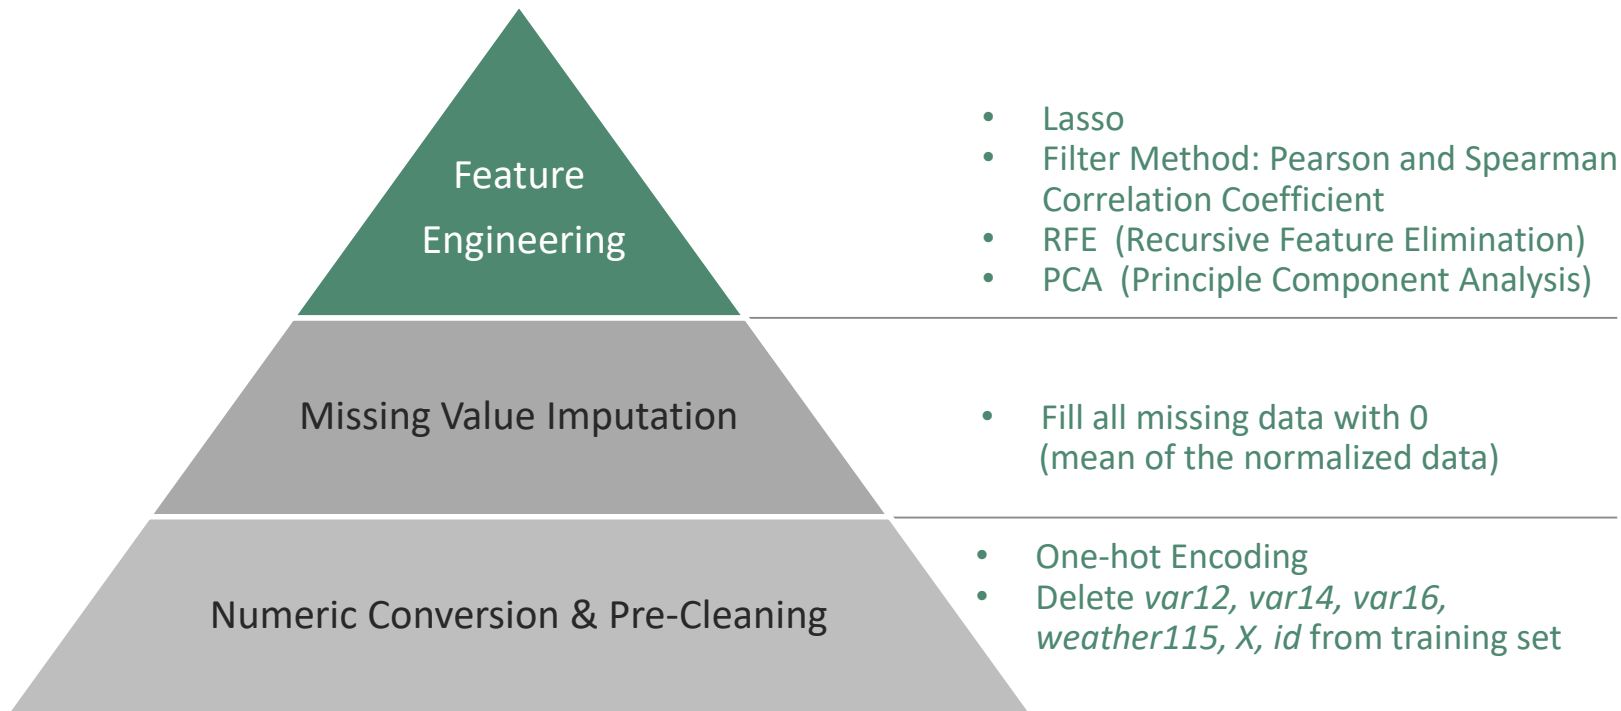 Feature
Engineering
• Lasso
• Filter Method: Pearson and Spearman
Correlation Coefficient
• RFE (Recursive Feature Elimination)
• PCA (Principle Component Analysis)
Missing Value Imputation
• Fill all missing data with 0
(mean of the normalized data)
Numeric Conversion & Pre-Cleaning
• One-hot Encoding
• Delete var12, var14, var16,
weather115, X, id from training set